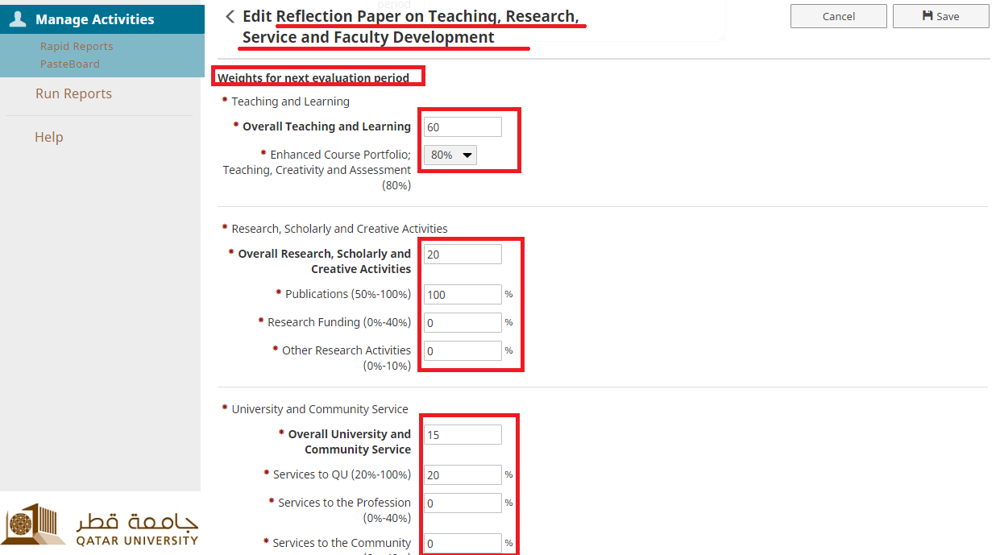 Manage Activities
Rapid Reports
PasteBoard
Run Reports
Help
period
Edit Reflection Paper on Teaching, Research,
Service and Faculty Development
Cancel
Save
Weights for next evaluation period
* Teaching and Learning
* Overall Teaching and Learning 60
* Enhanced Course Portfolio; 80%
Teaching, Creativity and Assessment
(80%)
* Research, Scholarly and Creative Activities
* Overall Research, Scholarly and 20
Creative Activities
* Publications (50%-100%) 100 %
* Research Funding (0%-40%) 0 %
* Other Research Activities 0 %
(0%-10%)
* University and Community Service
* Overall University and 15
Community Service
* Services to QU (20%-100%) 20 %
* Services to the Profession 0 %
(0%-40%)
* Services to the Community 0 %
جامعة قطر
QATAR UNIVERSITY